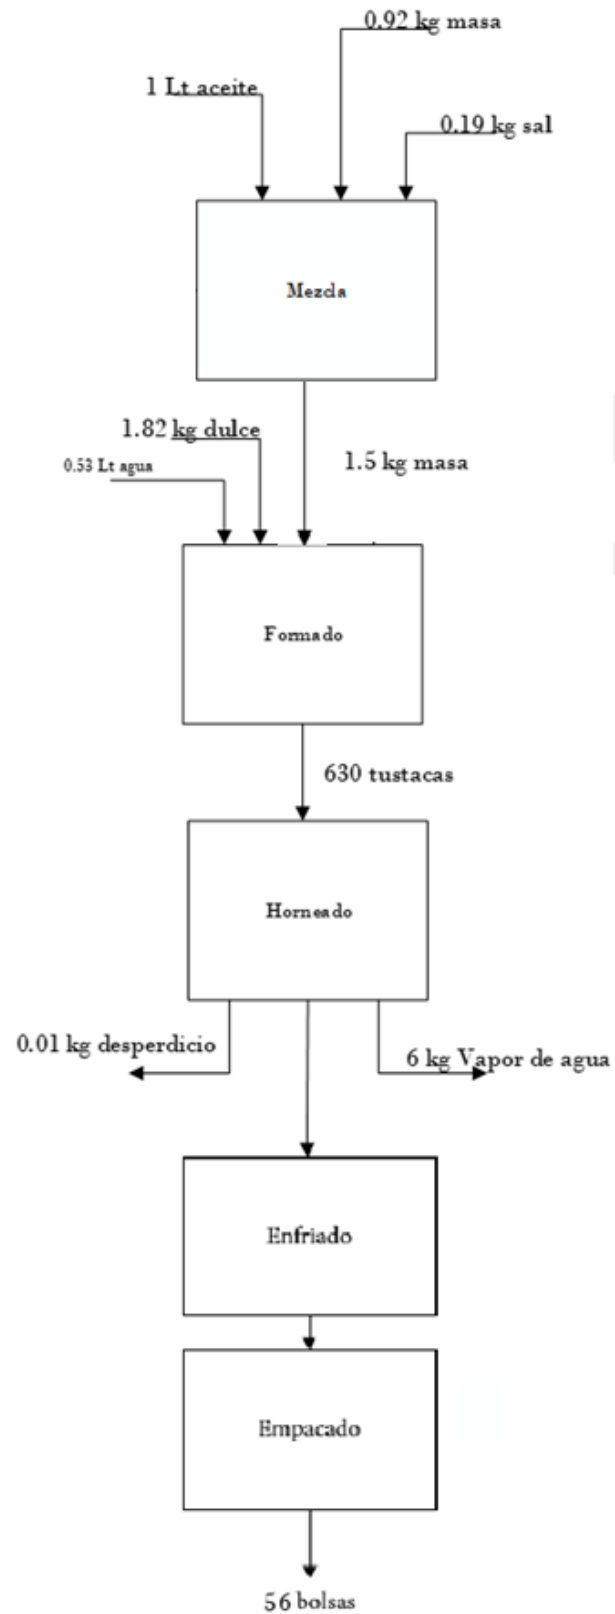 0.92 kg masa
1 Lt aceite
0.19 kg sal
Mezcla
1.82 kg dulce
0.53 Lt agua
1.5 kg masa
Formado
630 tustacas
Horneado
0.01 kg desperdicio
6 kg Vapor de agua
Enfriado
Empacado
56 bolsas